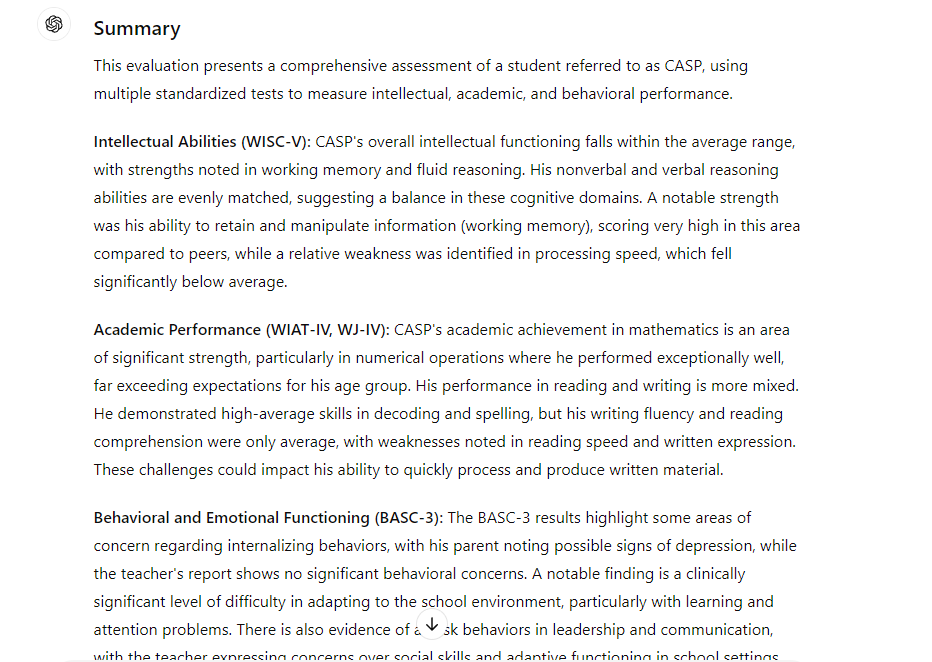 Summary
This evaluation presents a comprehensive assessment of a student referred to as CASP, using
multiple standardized tests to measure intellectual, academic, and behavioral performance.
Intellectual Abilities (WISC-V): CASP's overall intellectual functioning falls within the average range,
with strengths noted in working memory and fluid reasoning. His nonverbal and verbal reasoning
abilities are evenly matched, suggesting a balance in these cognitive domains. A notable strength
was his ability to retain and manipulate information (working memory), scoring very high in this area
compared to peers, while a relative weakness was identified in processing speed, which fell
significantly below average.
Academic Performance (WIAT-IV, WJ-IV): CASP's academic achievement in mathematics is an area
of significant strength, particularly in numerical operations where he performed exceptionally well,
far exceeding expectations for his age group. His performance in reading and writing is more mixed.
He demonstrated high-average skills in decoding and spelling, but his writing fluency and reading
comprehension were only average, with weaknesses noted in reading speed and written expression.
These challenges could impact his ability to quickly process and produce written material.
Behavioral and Emotional Functioning (BASC-3): The BASC-3 results highlight some areas of
concern regarding internalizing behaviors, with his parent noting possible signs of depression, while
the teacher's report shows no significant behavioral concerns. A notable finding is a clinically
significant level of difficulty in adapting to the school environment, particularly with learning and
attention problems. There is also evidence of behaviors in leadership and communication,
with the teacher expressing concerns over social skills and adaptive functioning in school settings